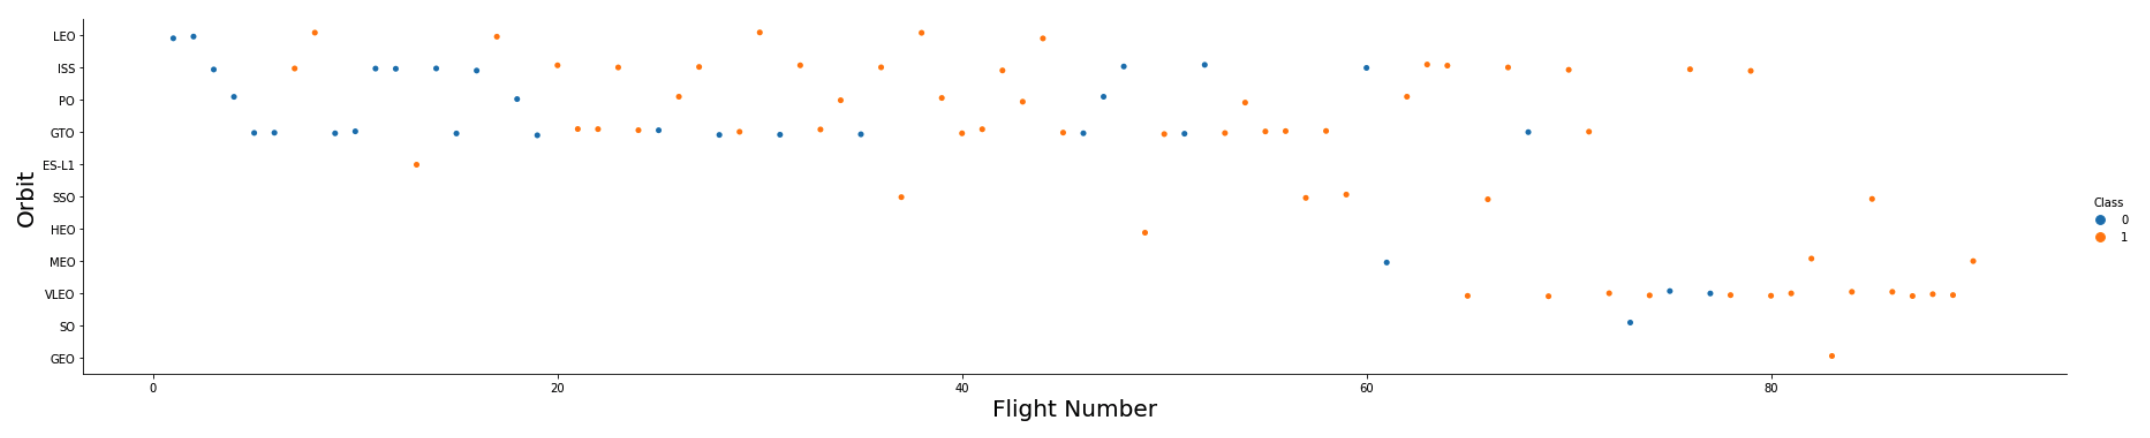 Orbit
LEO
ISS
PO
GTO
ES-L1
SSO
HEO
MEO
VLEO
SO
GEO
0 20 40 60 80
Flight Number
Class
0
1